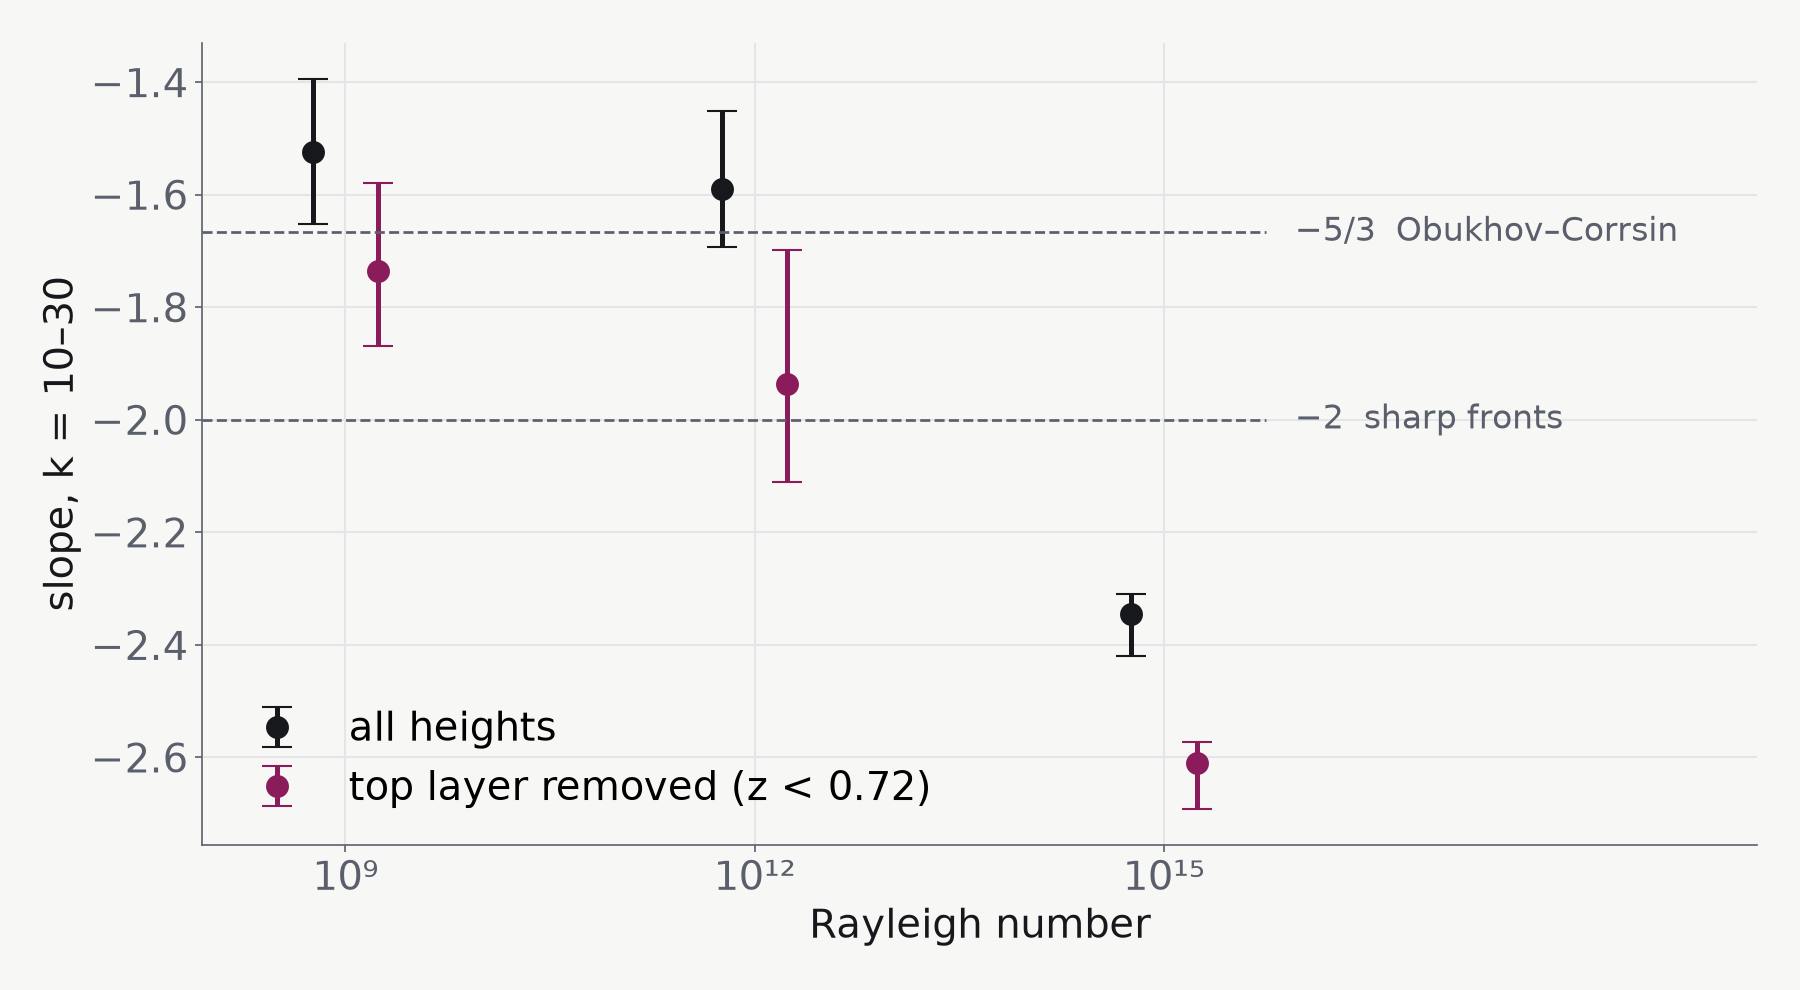 −1.4
−1.6
−5/3  Obukhov–Corrsin
−1.8
−2.0
−2  sharp fronts
−2.2
−2.4
−2.6
slope, k = 10–30
all heights
top layer removed (z < 0.72)
10⁹
10¹²
10¹⁵
Rayleigh number